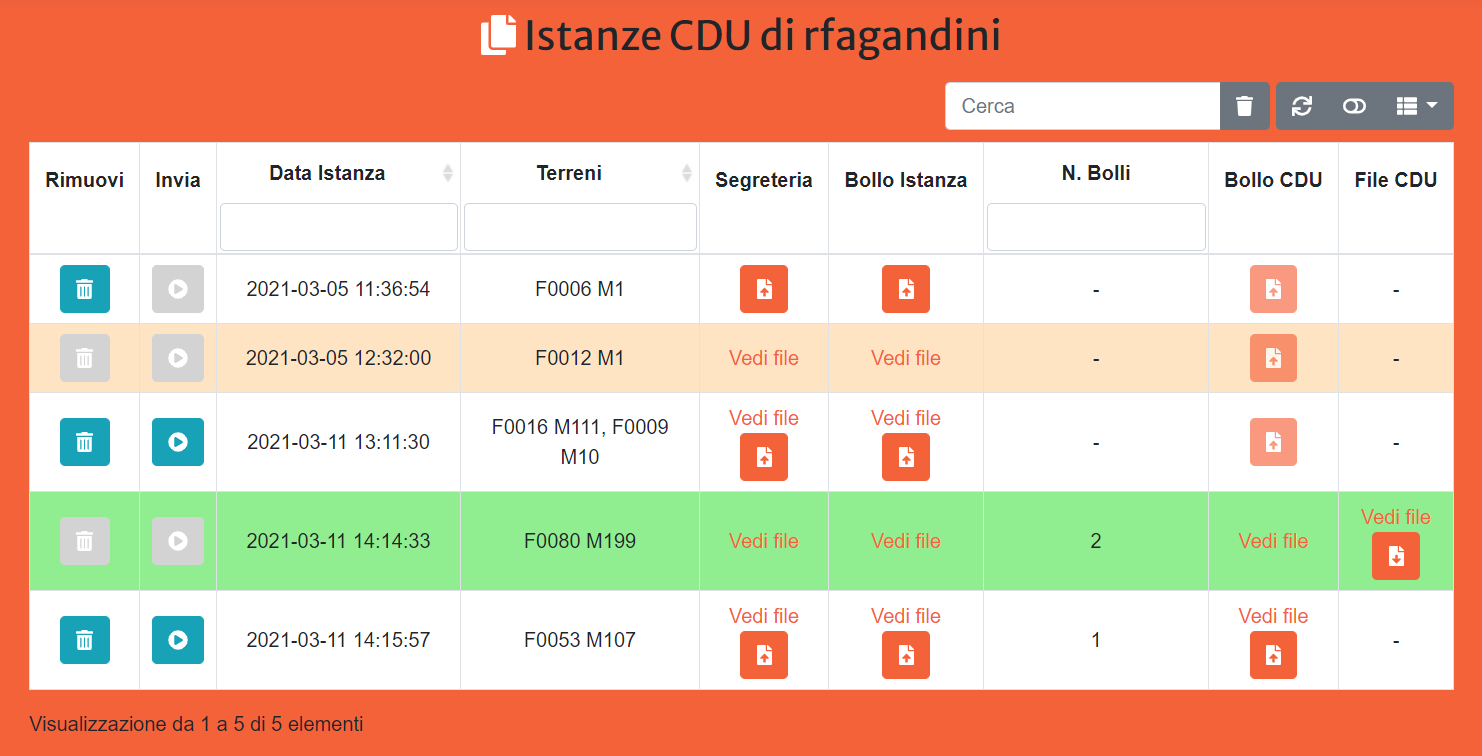 Istanze CDU di rfagandini
Cerca
Rimuovi Invia Data Istanza Terreni Segreteria Bollo Istanza N. Bolli Bollo CDU File CDU
2021-03-05 11:36:54 F0006 M1 - -
2021-03-05 12:32:00 F0012 M1 Vedi file Vedi file - -
Vedi file Vedi file
2021-03-11 13:11:30 F0016 M111, F0009 - -
M10
Vedi file
2021-03-11 14:14:33 F0080 M199 Vedi file Vedi file 2 Vedi file
Vedi file Vedi file Vedi file
2021-03-11 14:15:57 F0053 M107 1 -
Visualizzazione da 1 a 5 di 5 elementi